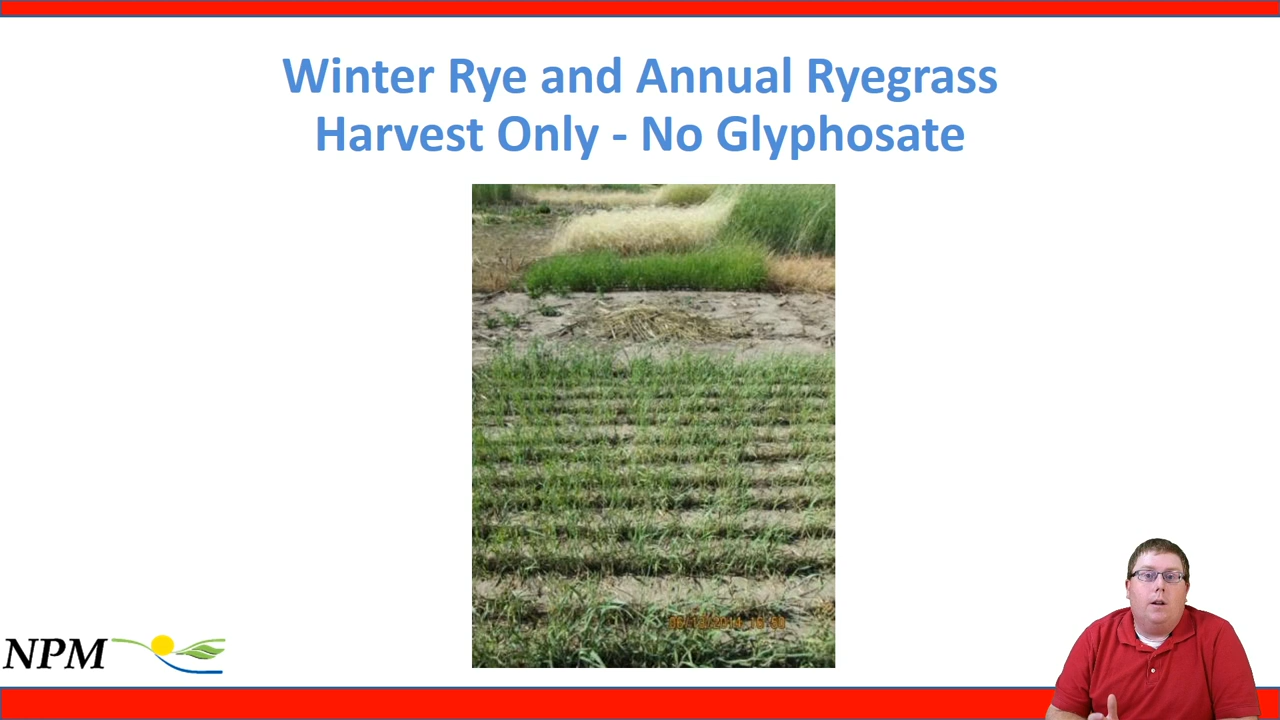 Winter Rye and Annual Ryegrass
Harvest Only - No Glyphosate
NPM